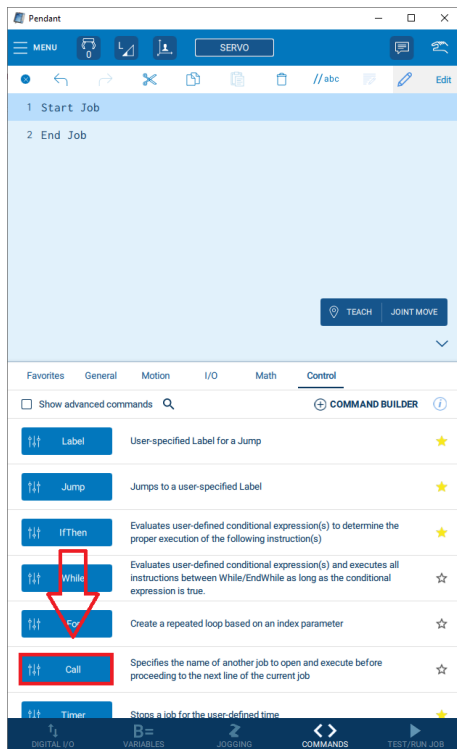 Pendant
MENU
0
L
SERVO
//abc
Edit
1 Start Job
2 End Job
TEACH JOINT MOVE
Favorites General Motion I/O Math Control
Show advanced commands
COMMAND BUILDER i
Label User-specified Label for a Jump
Jump Jumps to a user-specified Label
IfThen Evaluates user-defined conditional expression(s) to determine the
proper execution of the following instruction(s)
While Evaluates user-defined conditional expression(s) and executes all
instructions between While/EndWhile as long as the conditional
expression is true.
For Create a repeated loop based on an index parameter
Call Specifies the name of another job to open and execute before
proceeding to the next line of the current job
Timer Stops a job for the user-defined time
DIGITAL I/O B= VARIABLES JOGGING COMMANDS TEST/RUN JOB